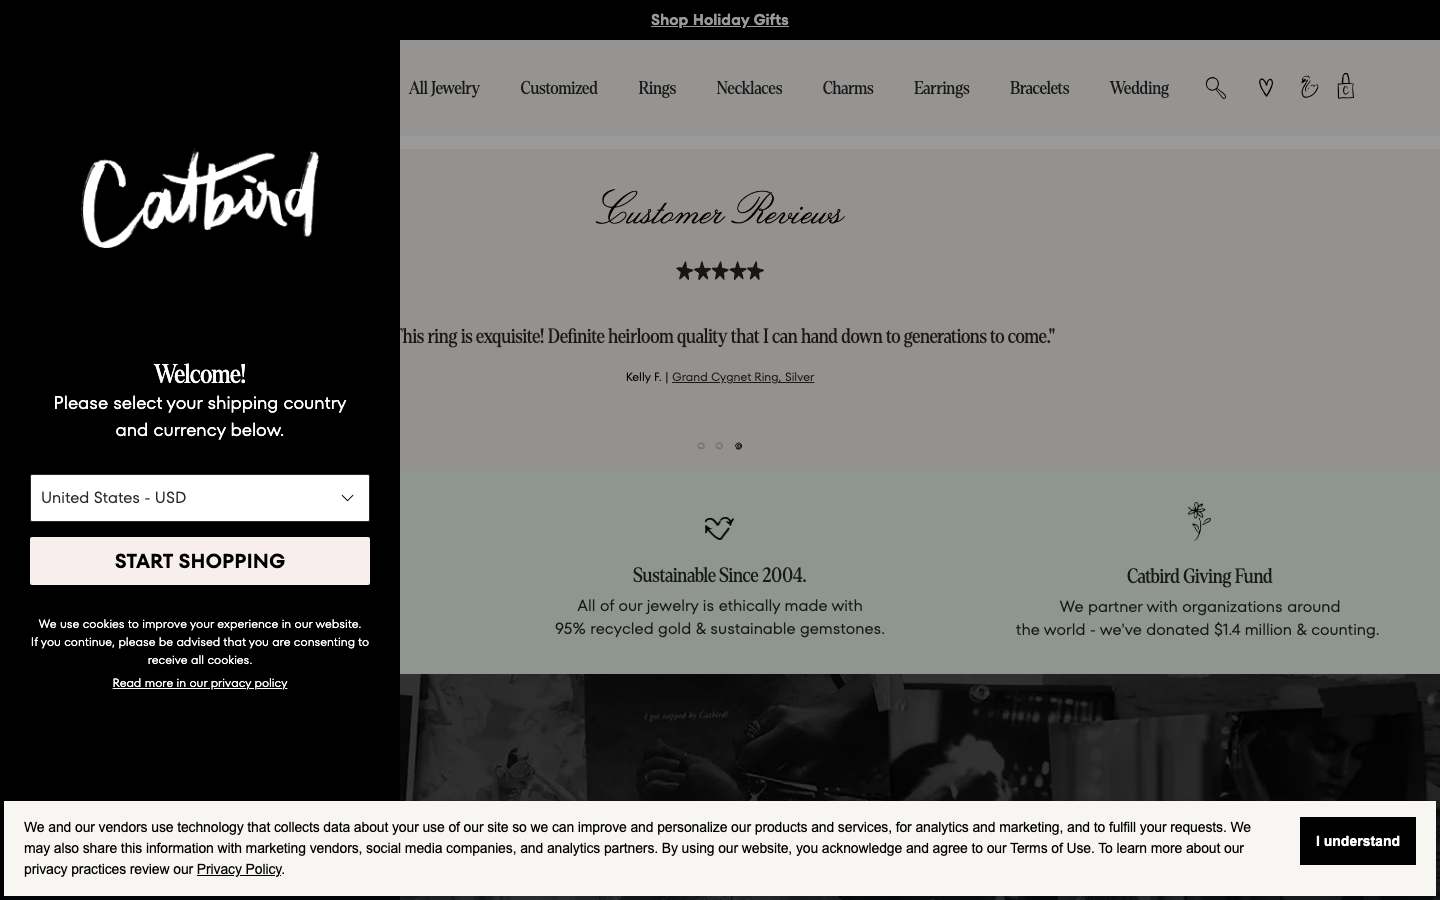 Shop Holiday Gifts
All Jewelry Customized Rings Necklaces Charms Earrings Bracelets Wedding
C
Catbird
Welcome!
Please select your shipping country
and currency below.
United States - USD
START SHOPPING
We use cookies to improve your experience in our website.
If you continue, please be advised that you are consenting to
receive all cookies.
Read more in our privacy policy
Customer Reviews
This ring is exquisite! Definite heirloom quality that I can hand down to generations to come."
Kelly F. | Grand Cygnet Ring, Silver
Sustainable Since 2004.
All of our jewelry is ethically made with
95% recycled gold & sustainable gemstones.
Catbird Giving Fund
We partner with organizations around
the world - we've donated $1.4 million & counting.
I got zapped by Catbird!
We and our vendors use technology that collects data about your use of our site so we can improve and personalize our products and services, for analytics and marketing, and to fulfill your requests. We
may also share this information with marketing vendors, social media companies, and analytics partners. By using our website, you acknowledge and agree to our Terms of Use. To learn more about our
privacy practices review our Privacy Policy.
I understand